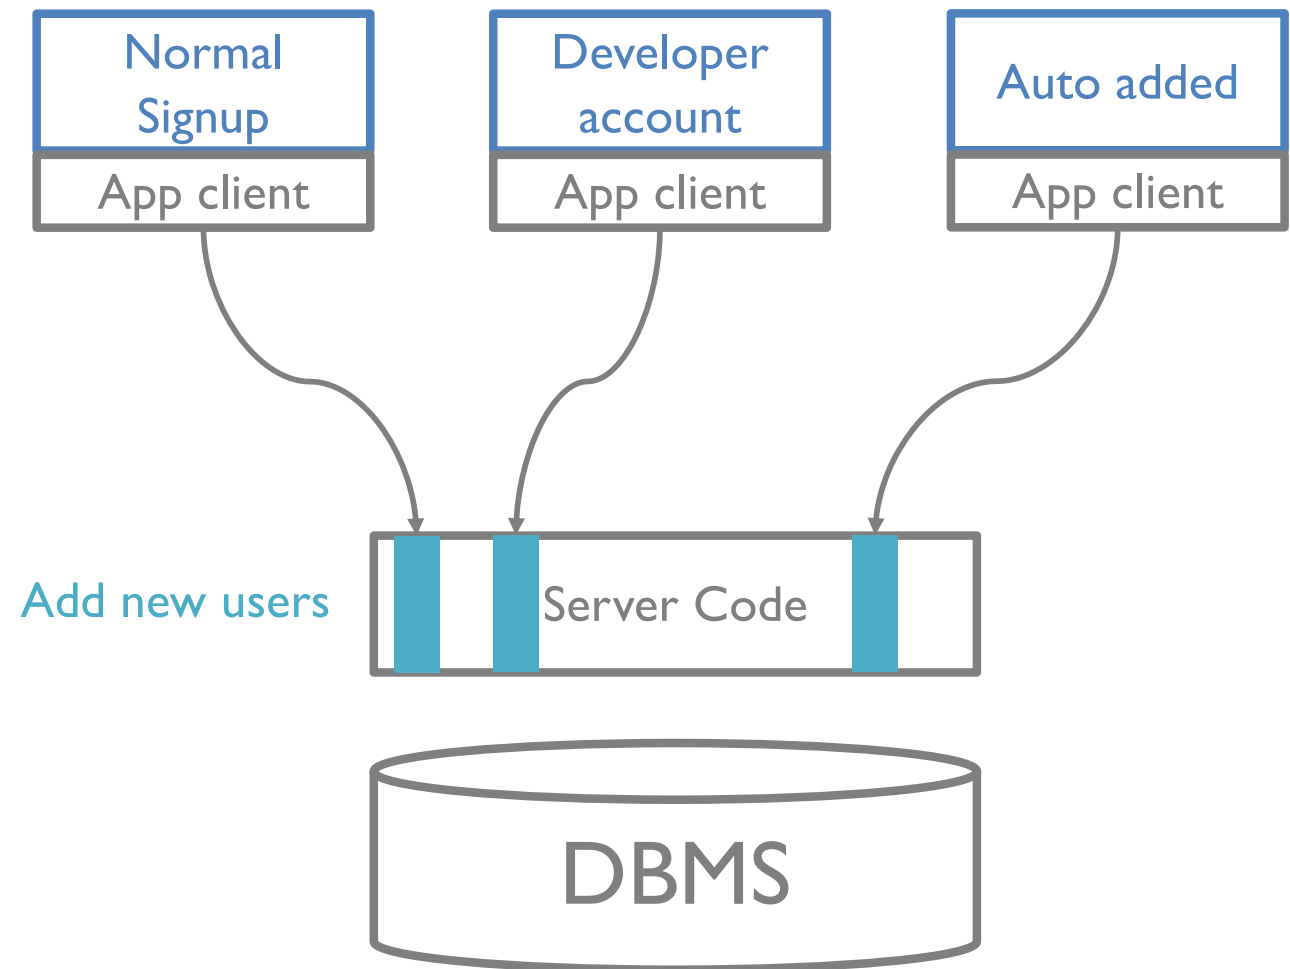 Normal
Signup
Developer
account
Auto added
App client
App client
App client
Add new users
Server Code
DBMS